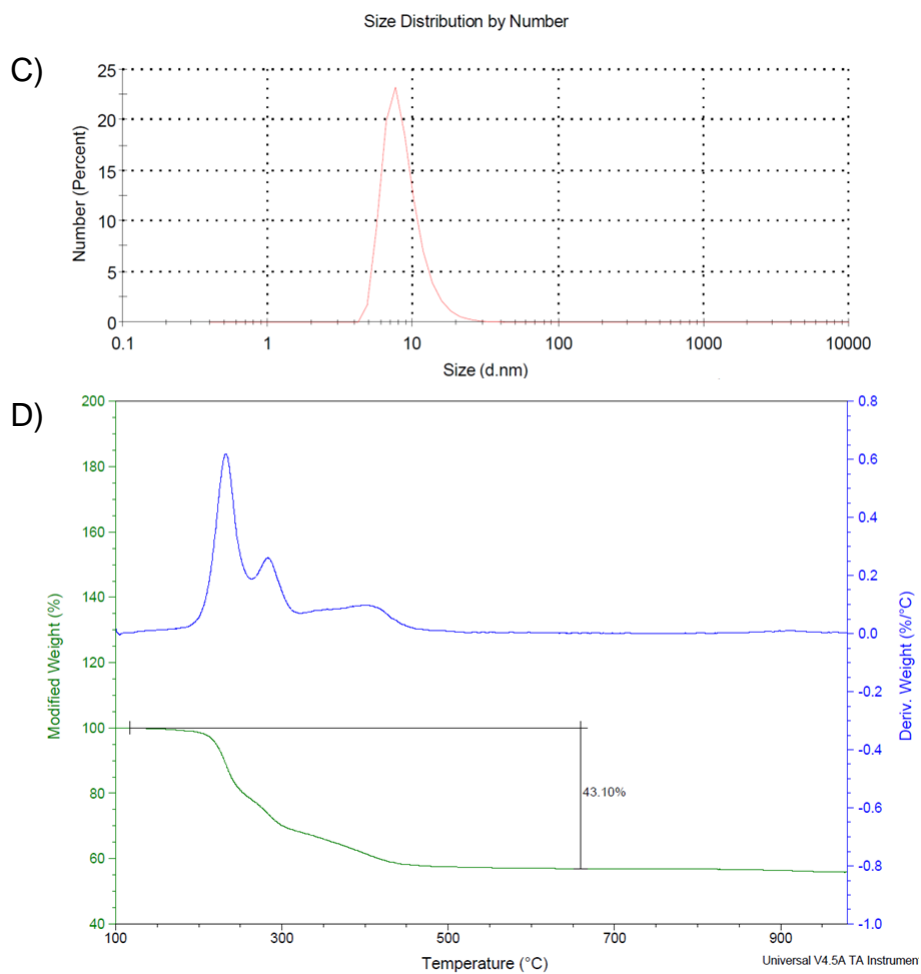 Size Distribution by Number
C)
25
20
15
10
5
0
Number (Percent)
0.1 1 10 100 1000 10000
Size (d.nm)
D)
200
180
160
140
120
100
80
60
40
Modified Weight (%)
0.8
0.6
0.4
0.2
0.0
-0.2
-0.4
-0.6
-0.8
-1.0
Deriv. Weight (%/°C)
43.10%
100 300 500 700 900
Temperature (°C)
Universal V4.5A TA Instrumen